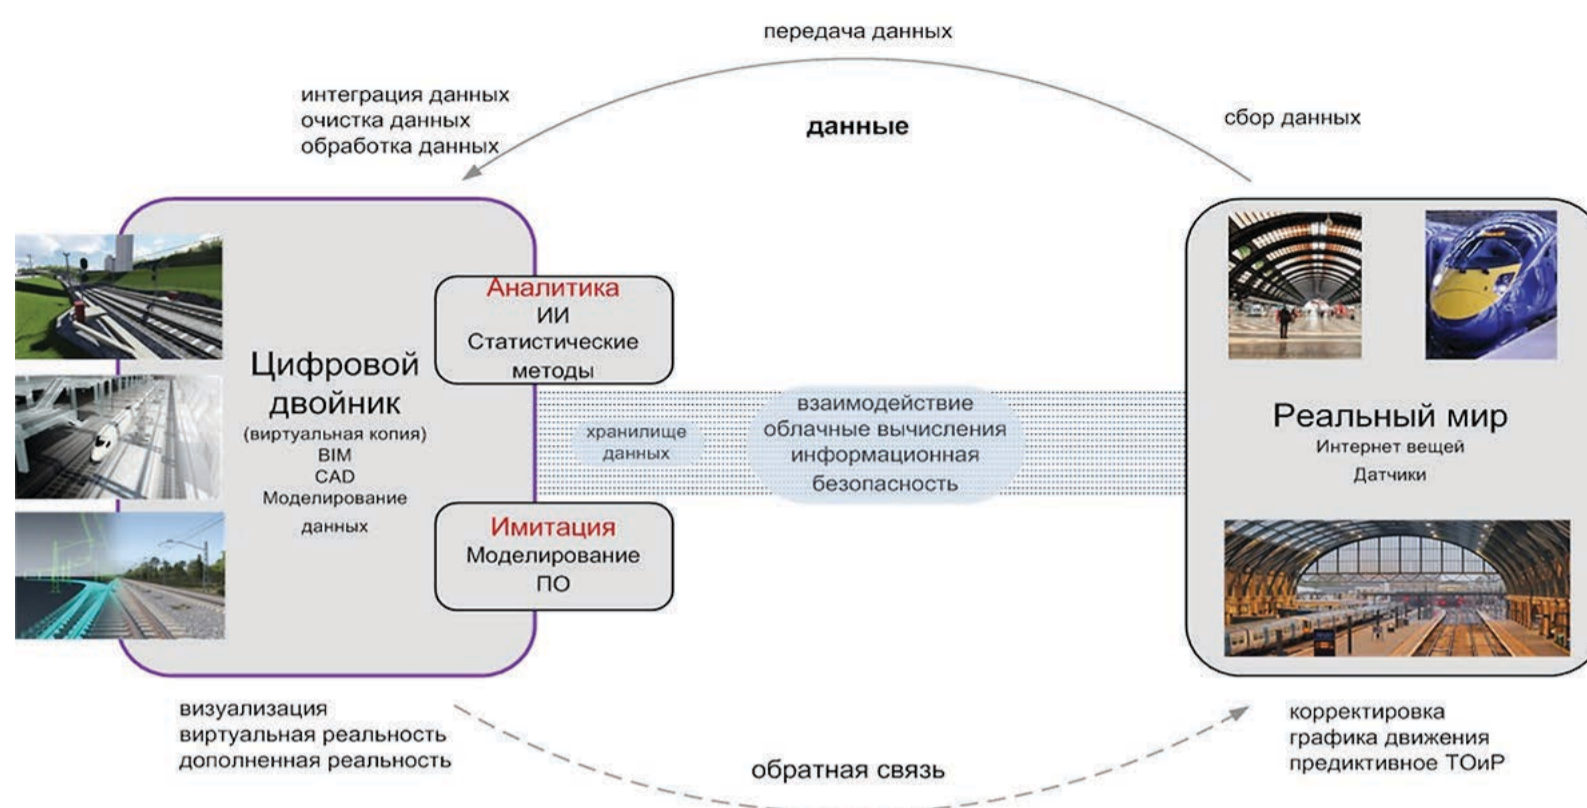 передача данных
интеграция данных
очистка данных
обработка данных
данные
сбор данных
Аналитика
ИИ
Статистические
методы
Цифровой
двойник
(виртуальная копия)
BIM
CAD
Моделирование
данных
Имитация
Моделирование
ПО
хранилище
данных
взаимодействие
облачные вычисления
информационная
безопасность
Реальный мир
Интернет вещей
Датчики
визуализация
виртуальная реальность
дополненная реальность
обратная связь
корректировка
графика движения
предиктивное ТОиР